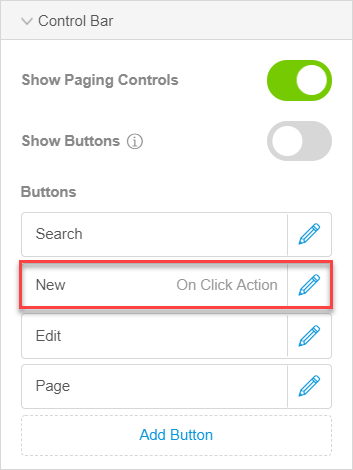 Control Bar
Show Paging Controls
Show Buttons
Buttons
Search
New On Click Action
Edit
Page
Add Button